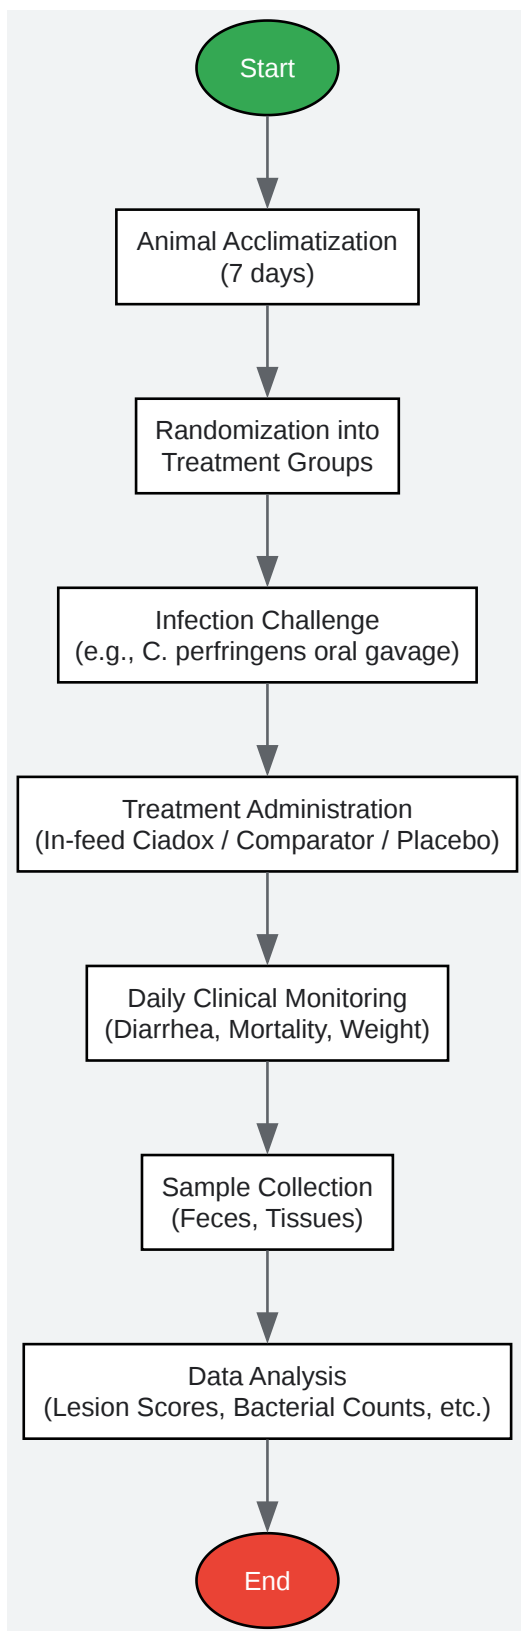 Start
Animal Acclimatization
(7 days)
Randomization into
Treatment Groups
Infection Challenge
(e.g., C. perfringens oral gavage)
Treatment Administration
(In-feed Ciadox / Comparator / Placebo)
Daily Clinical Monitoring
(Diarrhea, Mortality, Weight)
Sample Collection
(Feces, Tissues)
Data Analysis
(Lesion Scores, Bacterial Counts, etc.)
End